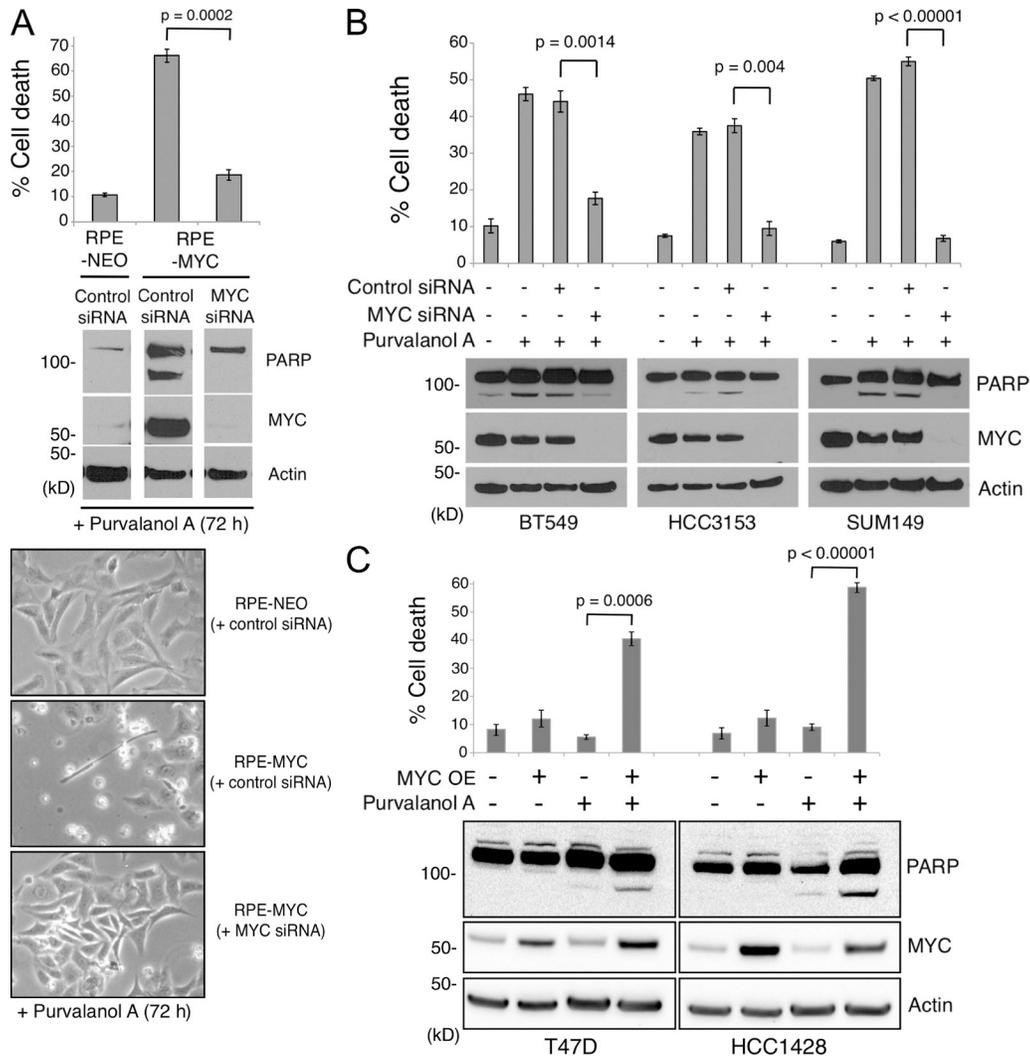 A
p = 0.0002
% Cell death
70
60
50
40
30
20
10
0
RPE
-NEO
RPE
-MYC
Control
siRNA
Control
siRNA
MYC
siRNA
100-
PARP
50-
MYC
50-
(kD)
Actin
+ Purvalanol A (72 h)
RPE-NEO
(+ control siRNA)
RPE-MYC
(+ control siRNA)
RPE-MYC
(+ MYC siRNA)
+ Purvalanol A (72 h)
B
p = 0.0014
p = 0.004
p < 0.00001
% Cell death
60
50
40
30
20
10
0
Control siRNA - - + - - - + - - - + -
MYC siRNA - - - + - - - + - - - +
Purvalanol A - + + + - + + + - + + +
100-
PARP
50-
MYC
50-
(kD)
Actin
BT549 HCC3153 SUM149
C
p = 0.0006
p < 0.00001
% Cell death
60
50
40
30
20
10
0
MYC OE - + - + - + - +
Purvalanol A - - + + - - + +
100-
PARP
50-
MYC
50-
(kD)
Actin
T47D HCC1428